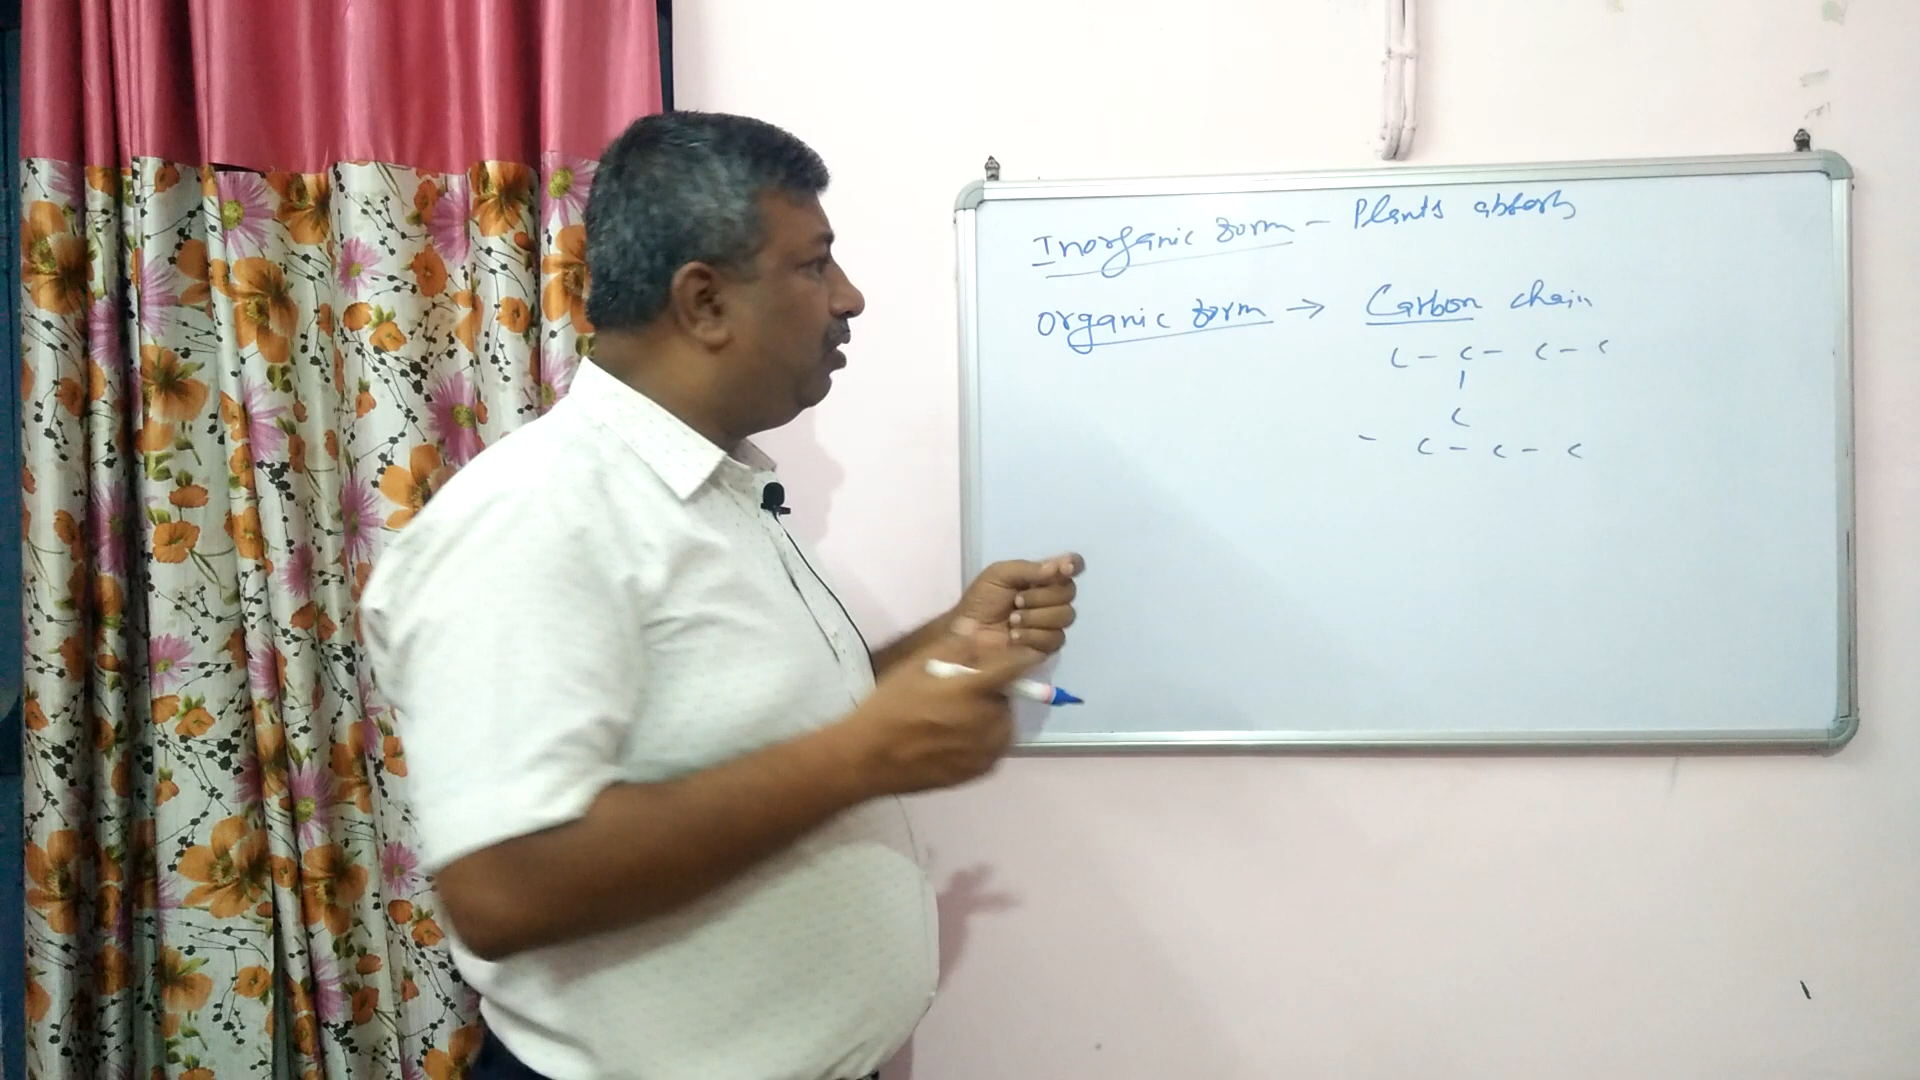 Inorganic form - Plants absorb
Organic form → Carbon chain
C - C - C - C
|
C
- C - C - C